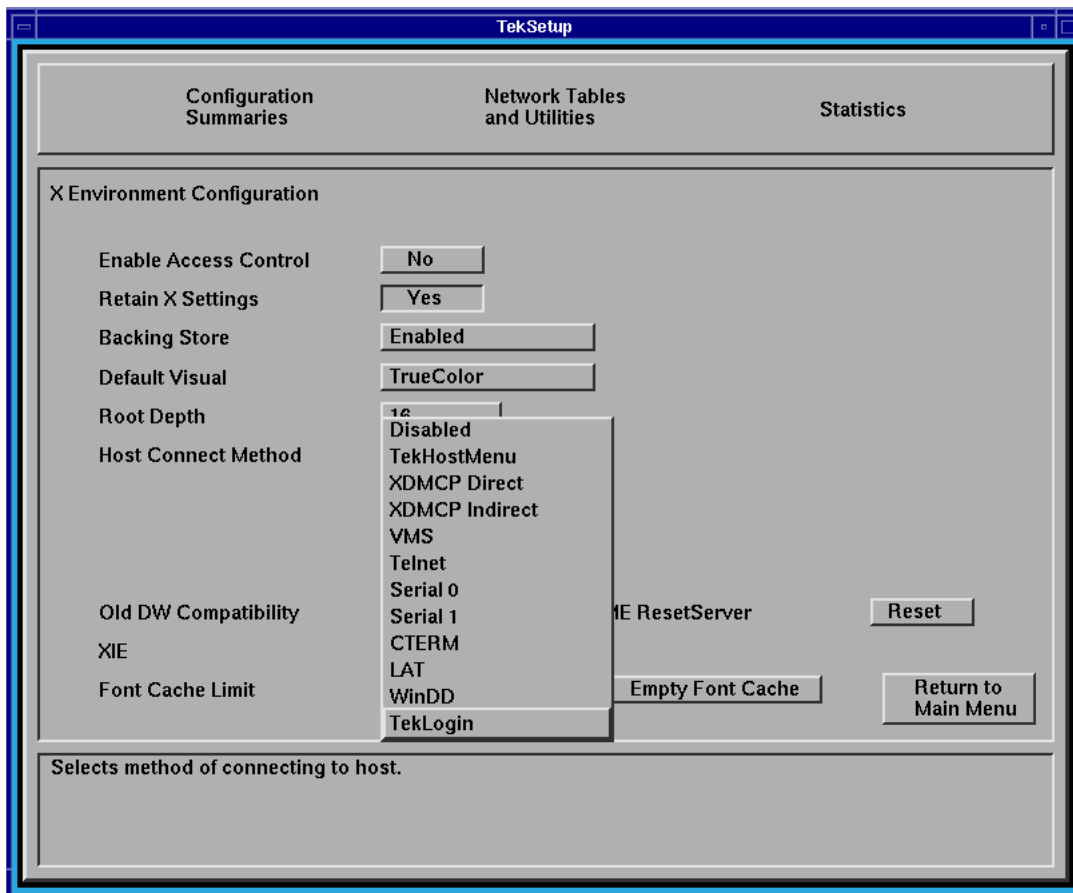 TekSetup
Configuration
Summaries
Network Tables
and Utilities
Statistics
X Environment Configuration
Enable Access Control No
Retain X Settings Yes
Backing Store Enabled
Default Visual TrueColor
Root Depth 16
Host Connect Method
Disabled
TekHostMenu
XDMCP Direct
XDMCP Indirect
VMS
Telnet
Serial 0
Serial 1
CTERM
LAT
WinDD
TekLogin
Old DW Compatibility ResetServer Reset
XIE
Font Cache Limit Empty Font Cache
Return to
Main Menu
Selects method of connecting to host.